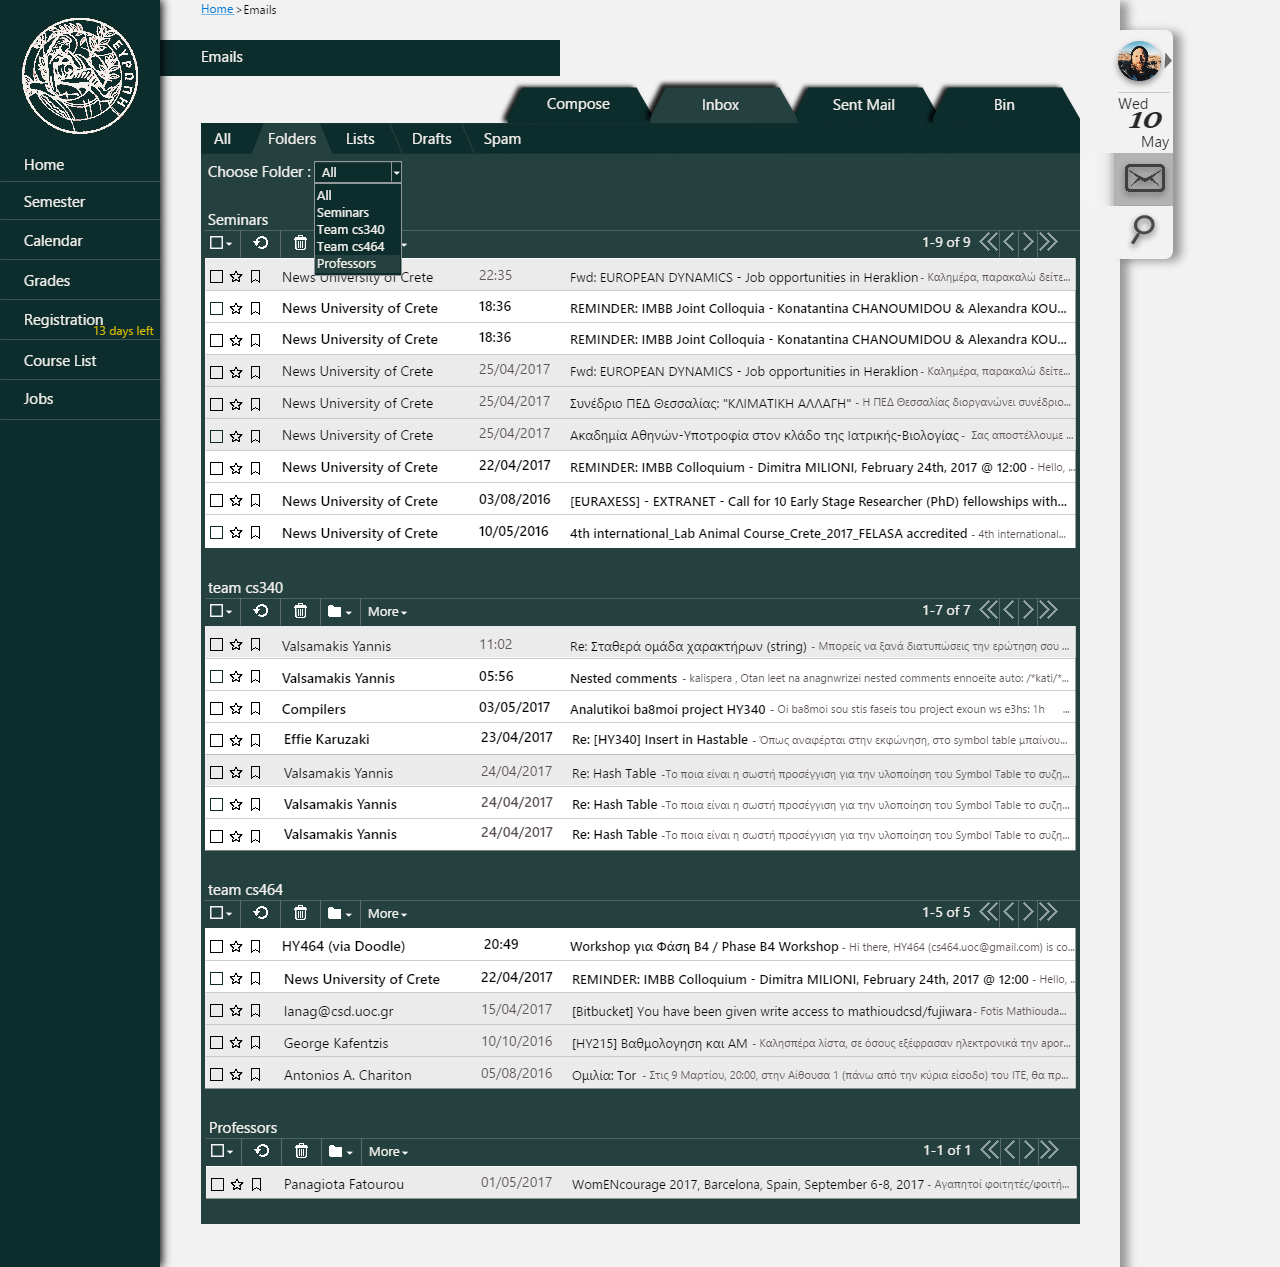 Home >Emails
Emails
ΕΥΡΩΠΗ
Home
Semester
Calendar
Grades
Registration
13 days left
Course List
Jobs
Compose Inbox Sent Mail Bin
All Folders Lists Drafts Spam
Choose Folder : All
All
Seminars
Team cs340
Team cs464
Professors
Wed
10
May
Seminars
1-9 of 9
News University of Crete 22:35 Fwd: EUROPEAN DYNAMICS - Job opportunities in Heraklion - Καλημέρα, παρακαλώ δείτε...
News University of Crete 18:36 REMINDER: IMBB Joint Colloquia - Konatantina CHANOUMIDOU & Alexandra KOU...
News University of Crete 18:36 REMINDER: IMBB Joint Colloquia - Konatantina CHANOUMIDOU & Alexandra KOU...
News University of Crete 25/04/2017 Fwd: EUROPEAN DYNAMICS - Job opportunities in Heraklion - Καλημέρα, παρακαλώ δείτε...
News University of Crete 25/04/2017 Συνέδριο ΠΕΔ Θεσσαλίας: "ΚΛΙΜΑΤΙΚΗ ΑΛΛΑΓΗ" - Η ΠΕΔ Θεσσαλίας διοργανώνει συνέδριο...
News University of Crete 25/04/2017 Ακαδημία Αθηνών-Υποτροφία στον κλάδο της Ιατρικής-Βιολογίας - Σας αποστέλλουμε ...
News University of Crete 22/04/2017 REMINDER: IMBB Colloquium - Dimitra MILIONI, February 24th, 2017 @ 12:00 - Hello, ...
News University of Crete 03/08/2016 [EURAXESS] - EXTRANET - Call for 10 Early Stage Researcher (PhD) fellowships with...
News University of Crete 10/05/2016 4th international_Lab Animal Course_Crete_2017_FELASA accredited - 4th international...
team cs340
More 1-7 of 7
Valsamakis Yannis 11:02 Re: Σταθερά ομάδα χαρακτήρων (string) - Μπορείς να ξανά διατυπώσεις την ερώτηση σου ...
Valsamakis Yannis 05:56 Nested comments - kalispera , Otan leet na anagnwrizei nested comments ennoeite auto: /*kati/*...
Compilers 03/05/2017 Analutikoi ba8moi project HY340 - Oi ba8moi sou stis faseis tou project exoun ws e3hs: 1h ...
Effie Karuzaki 23/04/2017 Re: [HY340] Insert in Hastable - Όπως αναφέρται στην εκφώνηση, στο symbol table μπαίνου...
Valsamakis Yannis 24/04/2017 Re: Hash Table -Το ποια είναι η σωστή προσέγγιση για την υλοποίηση του Symbol Table το συζη...
Valsamakis Yannis 24/04/2017 Re: Hash Table -Το ποια είναι η σωστή προσέγγιση για την υλοποίηση του Symbol Table το συζη...
Valsamakis Yannis 24/04/2017 Re: Hash Table -Το ποια είναι η σωστή προσέγγιση για την υλοποίηση του Symbol Table το συζη...
team cs464
More 1-5 of 5
HY464 (via Doodle) 20:49 Workshop για Φάση B4 / Phase B4 Workshop - Hi there, HY464 (cs464.uoc@gmail.com) is co...
News University of Crete 22/04/2017 REMINDER: IMBB Colloquium - Dimitra MILIONI, February 24th, 2017 @ 12:00 - Hello, ...
lanag@csd.uoc.gr 15/04/2017 [Bitbucket] You have been given write access to mathioudcsd/fujiwara - Fotis Mathiouda...
George Kafentzis 10/10/2016 [HY215] Βαθμολογηση και ΑΜ - Καλησπέρα λίστα, σε όσους εξέφρασαν ηλεκτρονικά την apor...
Antonios A. Chariton 05/08/2016 Ομιλία: Tor - Στις 9 Μαρτίου, 20:00, στην Αίθουσα 1 (πάνω από την κύρια είσοδο) του ΙΤΕ, θα πρ...
Professors
More 1-1 of 1
Panagiota Fatourou 01/05/2017 WomENcourage 2017, Barcelona, Spain, September 6-8, 2017 - Αγαπητοί φοιτητές/φοιτή...